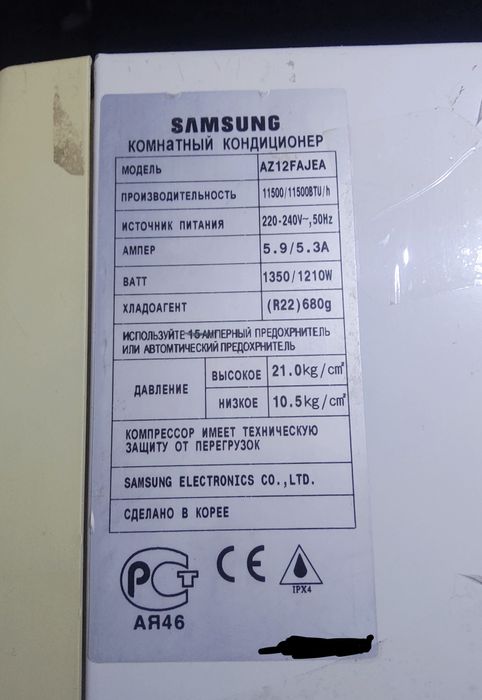 SAMSUNG
КОМНАТНЫЙ КОНДИЦИОНЕР
МОДЕЛЬ AZ12FAJEA
ПРОИЗВОДИТЕЛЬНОСТЬ 11500/11500BTU/h
ИСТОЧНИК ПИТАНИЯ 220-240V~,50Hz
АМПЕР 5.9/5.3A
ВАТТ 1350/1210W
ХЛАДОАГЕНТ (R22)680g
ИСПОЛЬЗУЙТЕ 15 АМПЕРНЫЙ ПРЕДОХРНИТЕЛЬ
ИЛИ АВТОМТИЧЕСКИЙ ПРЕДОХРНИТЕЛЬ
ДАВЛЕНИЕ
ВЫСОКОЕ 21.0kg/cm²
НИЗКОЕ 10.5kg/cm²
КОМПРЕССОР ИМЕЕТ ТЕХНИЧЕСКУЮ
ЗАЩИТУ ОТ ПЕРЕГРУЗОК
SAMSUNG ELECTRONICS CO.,LTD.
СДЕЛАНО В КОРЕЕ
РСТ CE IPX4
АЯ46